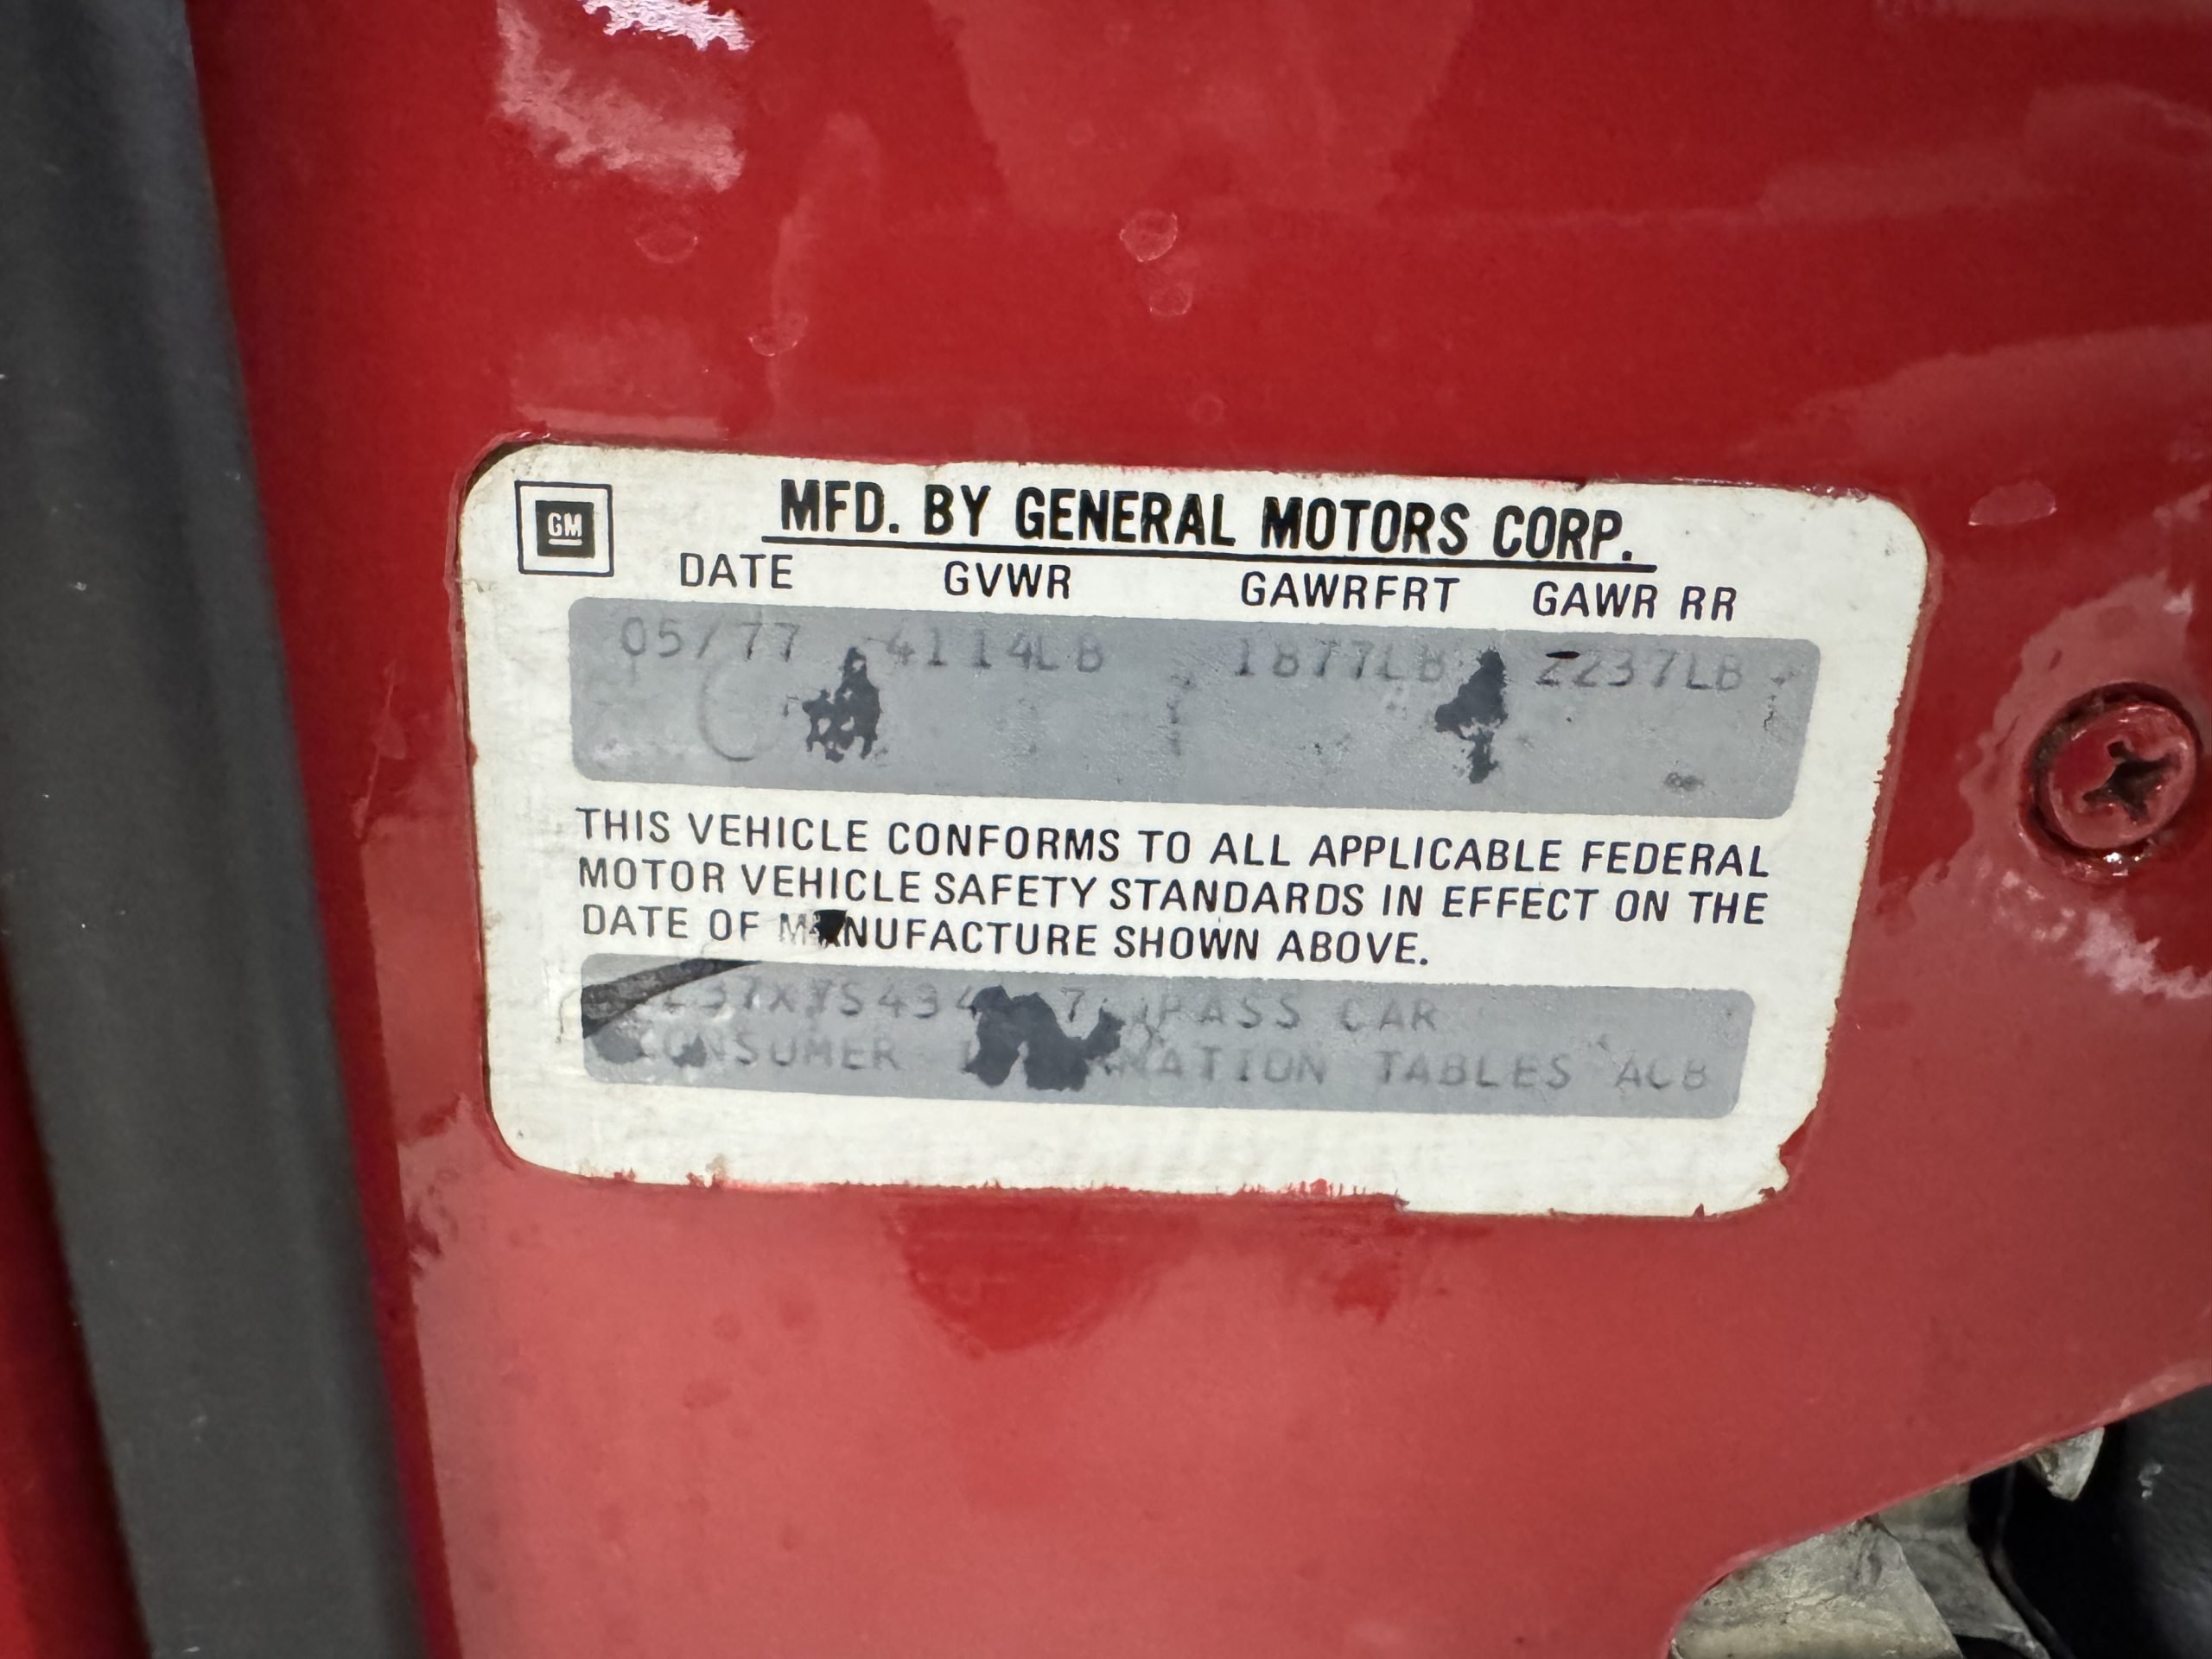 GM
MFD. BY GENERAL MOTORS CORP.
DATE GVWR GAWRFRT GAWR RR
05/77 4114LB 1877LB 2237LB
THIS VEHICLE CONFORMS TO ALL APPLICABLE FEDERAL
MOTOR VEHICLE SAFETY STANDARDS IN EFFECT ON THE
DATE OF MANUFACTURE SHOWN ABOVE.
PASS CAR
CONSUMER TABLES ACB